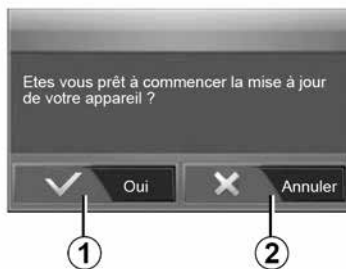 Etes vous prêt à commencer la mise à jour
de votre appareil ?
Oui
Annuler
1
2